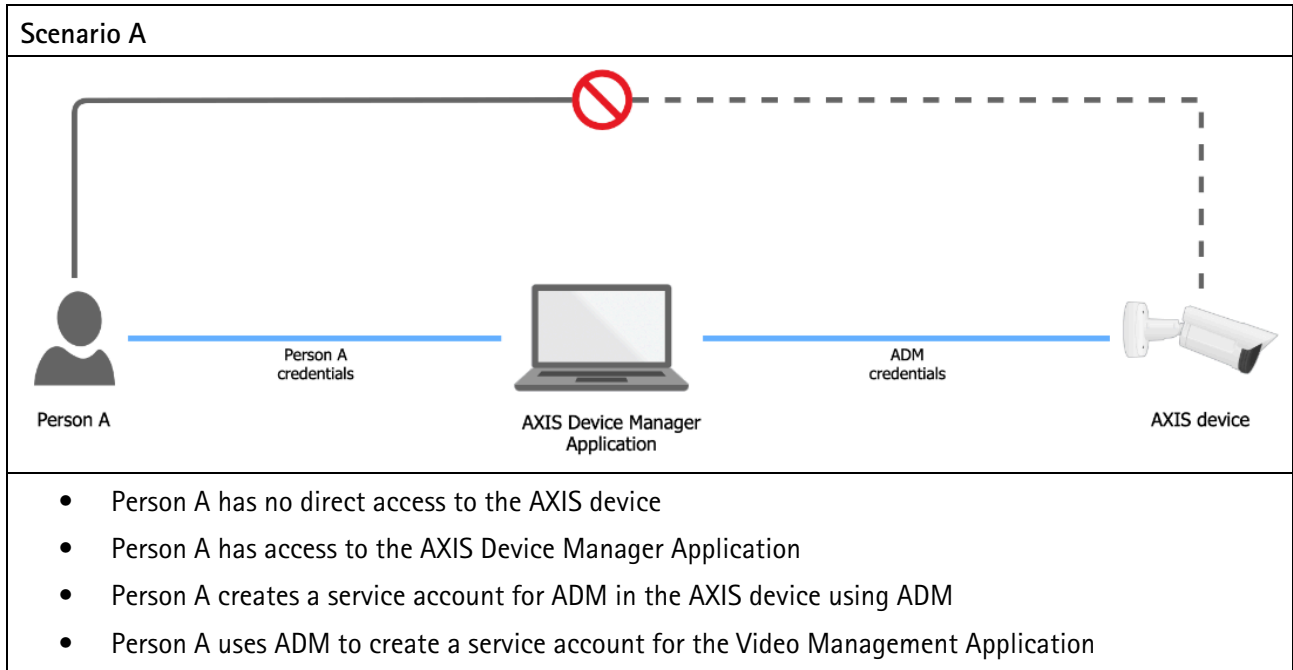 Scenario A
Person A
credentials
ADM
credentials
Person A
AXIS Device Manager
Application
AXIS device
• Person A has no direct access to the AXIS device
• Person A has access to the AXIS Device Manager Application
• Person A creates a service account for ADM in the AXIS device using ADM
• Person A uses ADM to create a service account for the Video Management Application